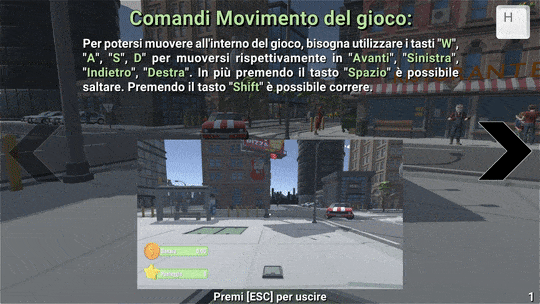 Comandi Movimento del gioco:
H
Per potersi muovere all'interno del gioco, bisogna utilizzare i tasti "W",
"A", "S", D" per muoversi rispettivamente in "Avanti", "Sinistra",
"Indietro", "Destra". In più premendo il tasto "Spazio" è possibile
saltare. Premendo il tasto "Shift" è possibile correre.
Premi [ESC] per uscire
1